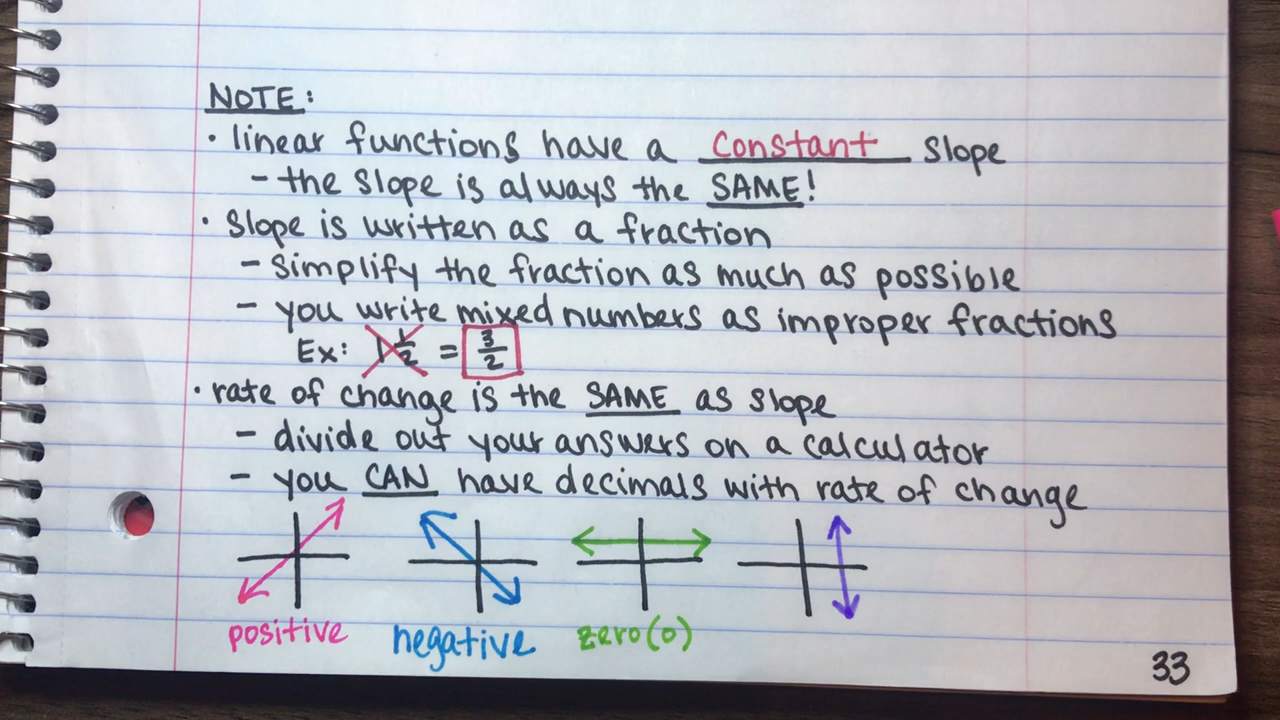 NOTE:
• linear functions have a constant slope
- the slope is always the SAME!
• slope is written as a fraction
- simplify the fraction as much as possible
- you write mixed numbers as improper fractions
Ex: 1 1/2 = 3/2
• rate of change is the SAME as slope
- divide out your answers on a calculator
- you CAN have decimals with rate of change
positive negative zero (0)
33